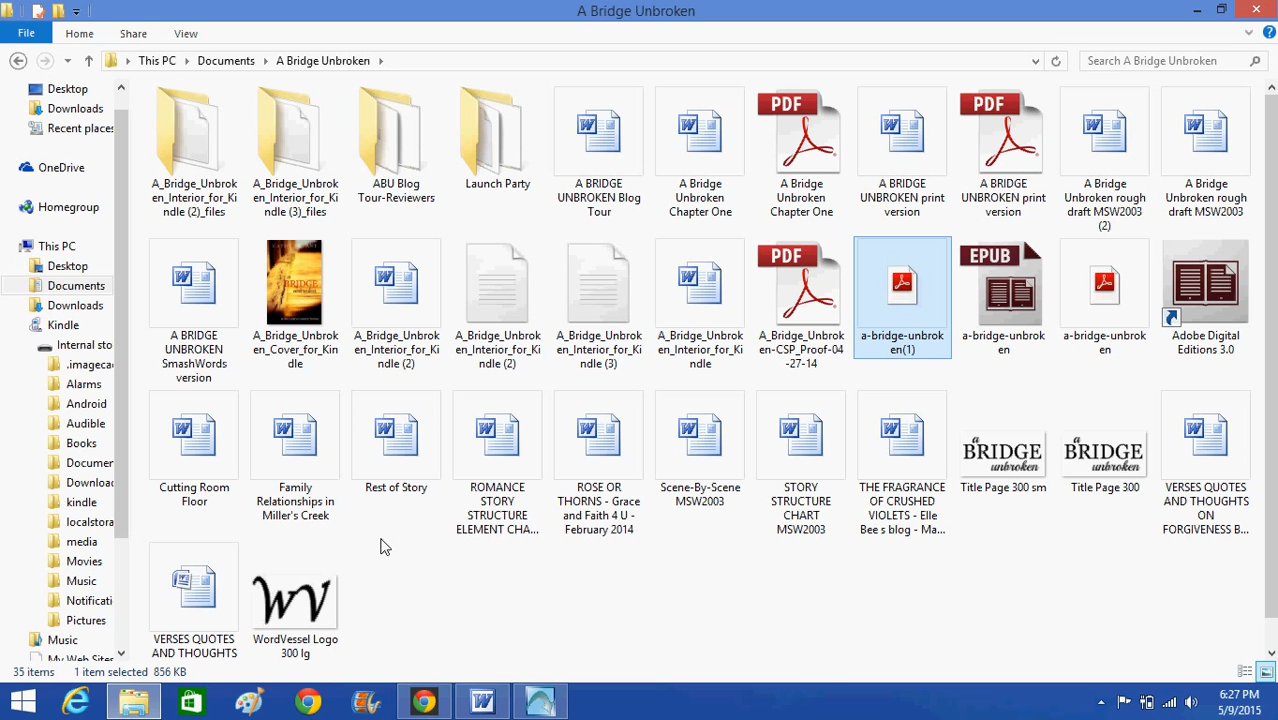 A Bridge Unbroken
File
Home
Share
View
This PC
Documents
A Bridge Unbroken
Search A Bridge Unbroken
Desktop
Downloads
Recent places
OneDrive
Homegroup
This PC
Desktop
Documents
Downloads
Kindle
Internal sto
.imagecac
Alarms
Android
Audible
Books
Documen
Download
kindle
localstora
media
Movies
Music
Notificati
Pictures
Music
My Web Sites
A_Bridge_Unbrok
en_Interior_for_Ki
ndle (2)_files
A_Bridge_Unbrok
en_Interior_for_Ki
ndle (3)_files
ABU Blog
Tour-Reviewers
Launch Party
A BRIDGE
UNBROKEN Blog
Tour
A Bridge
Unbroken
Chapter One
PDF
A Bridge
Unbroken
Chapter One
A BRIDGE
UNBROKEN print
version
PDF
A BRIDGE
UNBROKEN print
version
A Bridge
Unbroken rough
draft MSW2003
(2)
A Bridge
Unbroken rough
draft MSW2003
A BRIDGE
UNBROKEN
SmashWords
version
BRIDGE
A_Bridge_Unbrok
en_Cover_for_Kin
dle
A_Bridge_Unbrok
en_Interior_for_Ki
ndle (2)
A_Bridge_Unbrok
en_Interior_for_Ki
ndle (2)
A_Bridge_Unbrok
en_Interior_for_Ki
ndle (3)
A_Bridge_Unbrok
en_Interior_for_Ki
ndle
PDF
A_Bridge_Unbrok
en-CSP_Proof-04
-27-14
a-bridge-unbrok
en(1)
EPUB
a-bridge-unbrok
en
a-bridge-unbrok
en
Adobe Digital
Editions 3.0
Cutting Room
Floor
Family
Relationships in
Miller's Creek
Rest of Story
ROMANCE
STORY
STRUCTURE
ELEMENT CHA...
ROSE OR
THORNS - Grace
and Faith 4 U -
February 2014
Scene-By-Scene
MSW2003
STORY
STRUCTURE
CHART
MSW2003
THE FRAGRANCE
OF CRUSHED
VIOLETS - Elle
Bee s blog - Ma...
a
BRIDGE
unbroken
Title Page 300 sm
a
BRIDGE
unbroken
Title Page 300
VERSES QUOTES
AND THOUGHTS
ON
FORGIVENESS B...
VERSES QUOTES
AND THOUGHTS
WV
WordVessel Logo
300 lg
35 items
1 item selected 856 KB
6:27 PM
5/9/2015